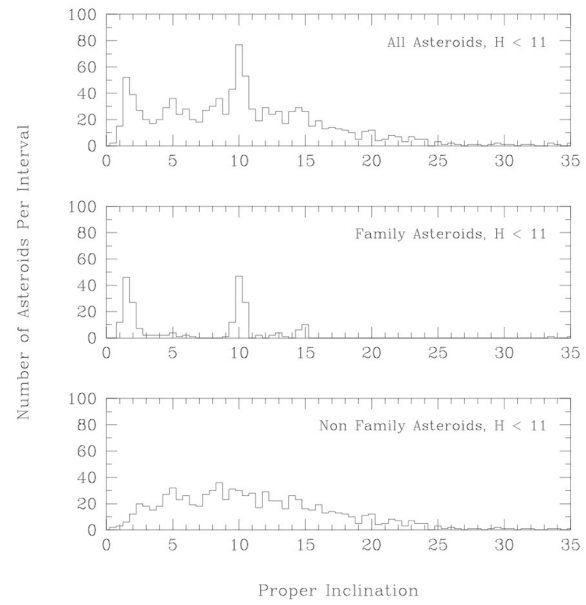 100
80
60
40
20
0
All Asteroids, H < 11
0 5 10 15 20 25 30 35
100
80
60
40
20
0
Family Asteroids, H < 11
0 5 10 15 20 25 30 35
100
80
60
40
20
0
Non Family Asteroids, H < 11
0 5 10 15 20 25 30 35
Number of Asteroids Per Interval
Proper Inclination